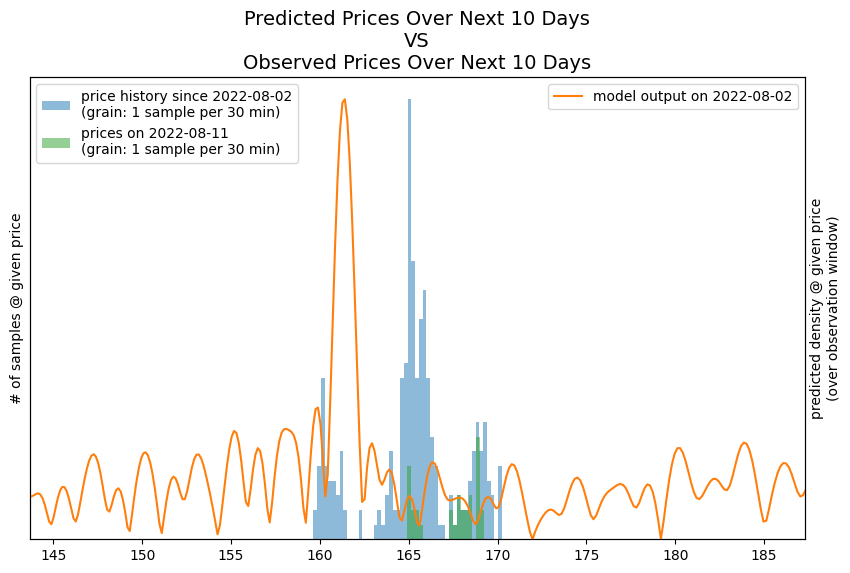 Predicted Prices Over Next 10 Days
VS
Observed Prices Over Next 10 Days
price history since 2022-08-02
(grain: 1 sample per 30 min)
prices on 2022-08-11
(grain: 1 sample per 30 min)
model output on 2022-08-02
# of samples @ given price
predicted density @ given price
(over observation window)
145 150 155 160 165 170 175 180 185